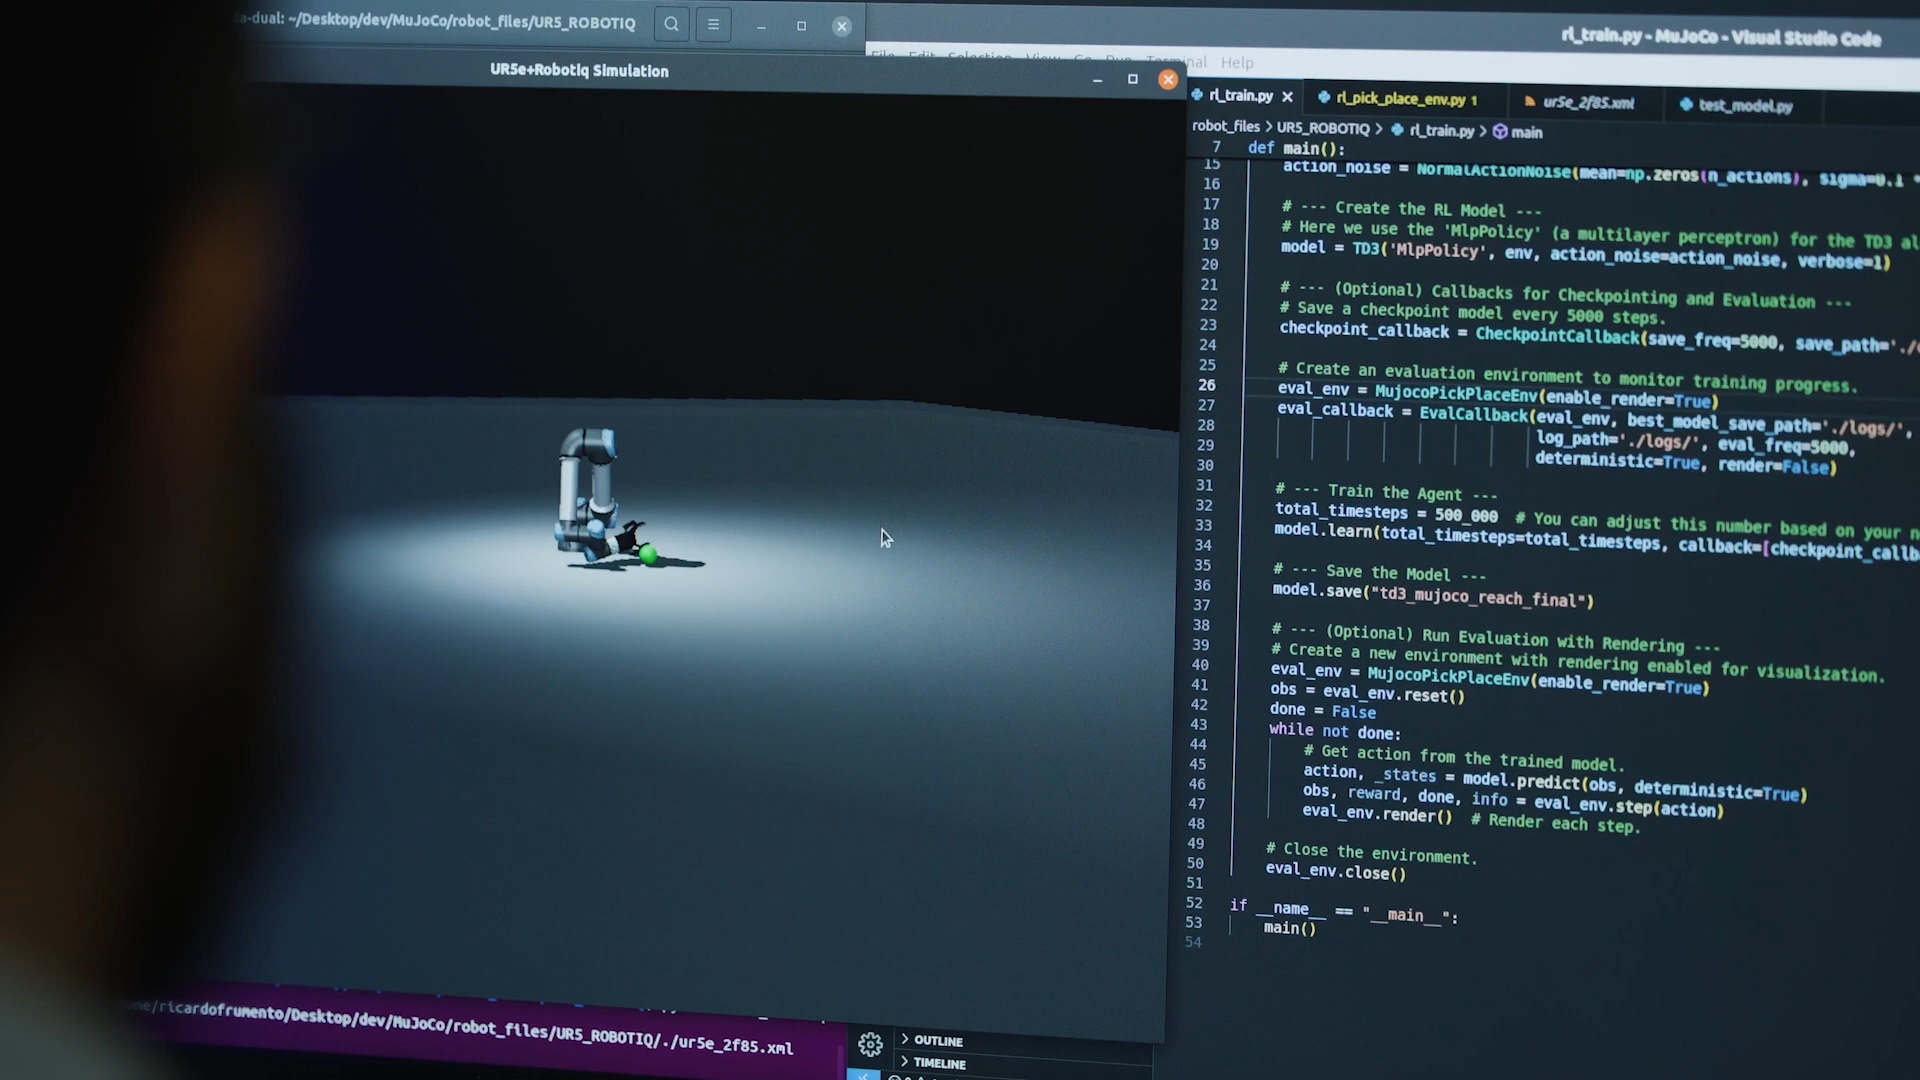 a-dual: ~/Desktop/dev/MuJoCo/robot_files/UR5_ROBOTIQ
UR5e+Robotiq Simulation
rl_train.py - MuJoCo - Visual Studio Code
File Edit Selection View Go Run Terminal Help
rl_train.py rl_pick_place_env.py 1 ur5e_2f85.xml test_model.py
robot_files > UR5_ROBOTIQ > rl_train.py > main
7 def main():
15 action_noise = NormalActionNoise(mean=np.zeros(n_actions), sigma=0.1 *
16
17 # --- Create the RL Model ---
18 # Here we use the 'MlpPolicy' (a multilayer perceptron) for the TD3 al
19 model = TD3('MlpPolicy', env, action_noise=action_noise, verbose=1)
20
21 # --- (Optional) Callbacks for Checkpointing and Evaluation ---
22 # Save a checkpoint model every 5000 steps.
23 checkpoint_callback = CheckpointCallback(save_freq=5000, save_path='./
24
25 # Create an evaluation environment to monitor training progress.
26 eval_env = MujocoPickPlaceEnv(enable_render=True)
27 eval_callback = EvalCallback(eval_env, best_model_save_path='./logs/',
28 log_path='./logs/', eval_freq=5000,
29 deterministic=True, render=False)
30
31 # --- Train the Agent ---
32 total_timesteps = 500_000 # You can adjust this number based on your n
33 model.learn(total_timesteps=total_timesteps, callback=[checkpoint_callb
34
35 # --- Save the Model ---
36 model.save("td3_mujoco_reach_final")
37
38 # --- (Optional) Run Evaluation with Rendering ---
39 # Create a new environment with rendering enabled for visualization.
40 eval_env = MujocoPickPlaceEnv(enable_render=True)
41 obs = eval_env.reset()
42 done = False
43 while not done:
44 # Get action from the trained model.
45 action, _states = model.predict(obs, deterministic=True)
46 obs, reward, done, info = eval_env.step(action)
47 eval_env.render() # Render each step.
48
49 # Close the environment.
50 eval_env.close()
51
52 if __name__ == "__main__":
53 main()
54
/ricardofrumento/Desktop/dev/MuJoCo/robot_files/UR5_ROBOTIQ/./ur5e_2f85.xml
OUTLINE
TIMELINE